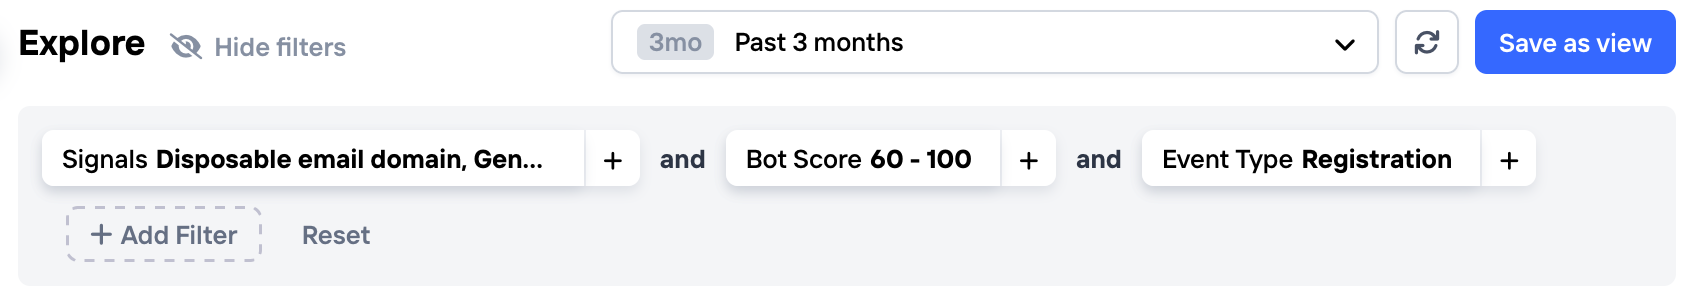 Explore Hide filters 3mo Past 3 months Save as view
Signals Disposable email domain, Gen... + and Bot Score 60 - 100 + and Event Type Registration +
+ Add Filter Reset